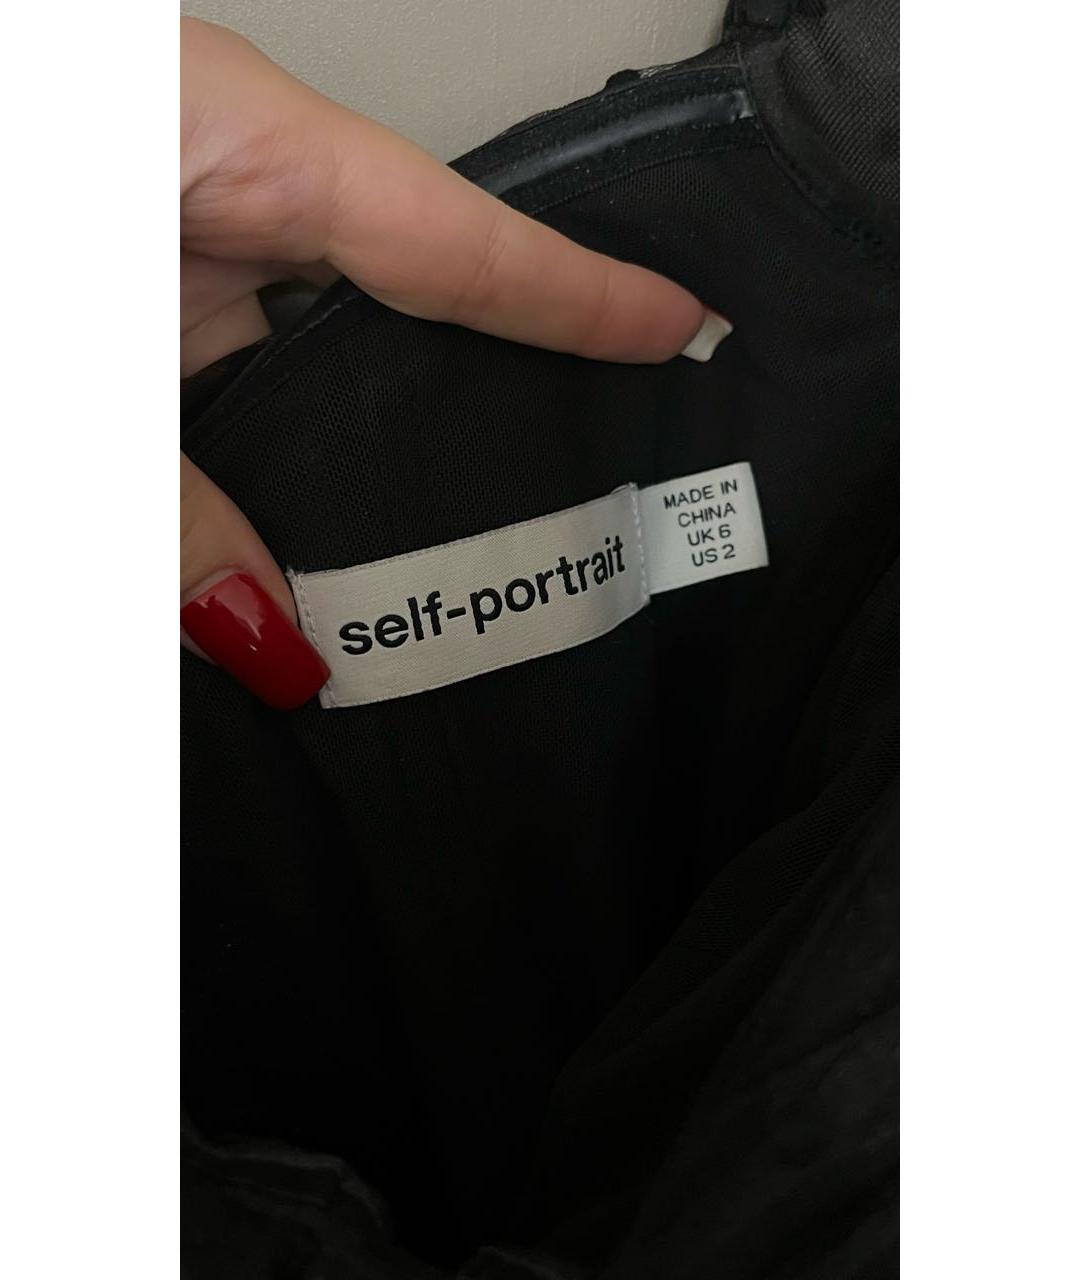 self-portrait
MADE IN
CHINA
UK 6
US 2